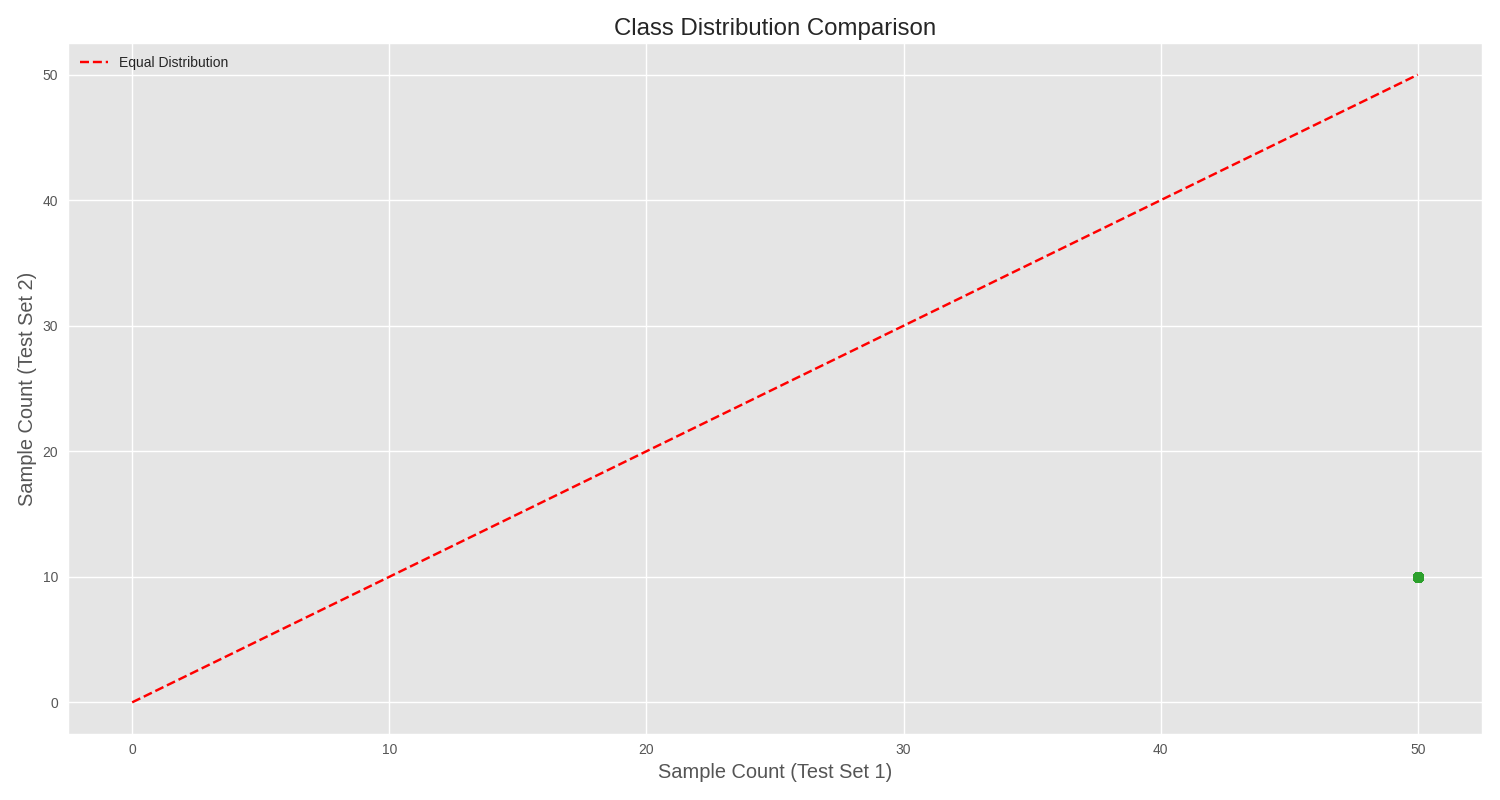 Class Distribution Comparison
Equal Distribution
50
40
30
20
10
0
Sample Count (Test Set 2)
0 10 20 30 40 50
Sample Count (Test Set 1)